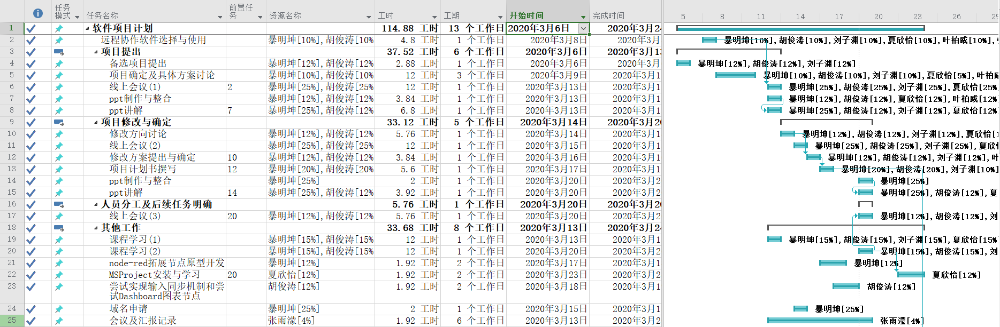 任务模式 任务名称 前置任务 资源名称 工时 工期 开始时间 完成时间 5 8 11 14 17 20 23 26 29
1 软件项目计划 114.88 工时 13 个工作日 2020年3月6日 2020年3月24
2 远程协作软件选择与使用 暴明坤[10%],胡俊涛[10% 4.8 工时 1 个工作日 2020年3月8日 2020年3月 暴明坤[10%],胡俊涛[10%],刘子渊[10%],夏欣怡[10%],叶柏威[10%],
3 项目提出 37.52 工时 6 个工作日 2020年3月6日 2020年3月13
4 备选项目提出 暴明坤[12%],胡俊涛[12% 2.88 工时 1 个工作日 2020年3月6日 2020年3月 暴明坤[12%],胡俊涛[12%],刘子渊[12%]
5 项目确定及具体方案讨论 暴明坤[10%],胡俊涛[10% 12 工时 3 个工作日 2020年3月9日 2020年3月1 暴明坤[10%],胡俊涛[10%],刘子渊[10%],夏欣怡[5%],叶柏威
6 线上会议(1) 2 暴明坤[25%],胡俊涛[25% 12 工时 1 个工作日 2020年3月13日 2020年3月1 暴明坤[25%],胡俊涛[25%],刘子渊[25%],夏欣怡[25%
7 ppt制作与整合 暴明坤[12%],胡俊涛[12% 3.84 工时 1 个工作日 2020年3月13日 2020年3月1 暴明坤[12%],胡俊涛[12%],夏欣怡[12%],叶柏威[12%
8 ppt讲解 7 暴明坤[25%],胡俊涛[12% 6.8 工时 1 个工作日 2020年3月13日 2020年3月1 暴明坤[25%],胡俊涛[12%],刘子渊[12%],夏欣怡[12%
9 项目修改与确定 33.12 工时 5 个工作日 2020年3月14日 2020年3月20
10 修改方向讨论 暴明坤[12%],胡俊涛[12% 5.76 工时 1 个工作日 2020年3月14日 2020年3月1 暴明坤[12%],胡俊涛[12%],刘子渊[12%],夏欣怡[
11 线上会议(2) 暴明坤[25%],胡俊涛[25% 12 工时 1 个工作日 2020年3月15日 2020年3月1 暴明坤[25%],胡俊涛[25%],刘子渊[25%],夏欣
12 修改方案提出与确定 10 暴明坤[12%],胡俊涛[12% 3.84 工时 1 个工作日 2020年3月16日 2020年3月1 暴明坤[12%],胡俊涛[12%],刘子渊[12%],叶
13 项目计划书撰写 12 暴明坤[20%],胡俊涛[20% 5.6 工时 1 个工作日 2020年3月17日 2020年3月1 暴明坤[20%],胡俊涛[20%],刘子渊[10%]
14 ppt制作与整合 暴明坤[25%] 2 工时 1 个工作日 2020年3月20日 2020年3月2 暴明坤[25%]
15 ppt讲解 14 暴明坤[25%],胡俊涛[12% 3.92 工时 1 个工作日 2020年3月20日 2020年3月2 暴明坤[25%],胡俊涛[12%],夏
16 人员分工及后续任务明确 5.76 工时 1 个工作日 2020年3月20日 2020年3月20
17 线上会议(3) 20 暴明坤[12%],胡俊涛[12% 5.76 工时 1 个工作日 2020年3月20日 2020年3月2 暴明坤[12%],胡俊涛[12%],刘
18 其他工作 33.68 工时 8 个工作日 2020年3月13日 2020年3月24
19 课程学习(1) 暴明坤[15%],胡俊涛[15% 12 工时 1 个工作日 2020年3月13日 2020年3月1 暴明坤[15%],胡俊涛[15%],刘子渊[15%],夏欣怡[15%
20 课程学习(2) 暴明坤[15%],胡俊涛[15% 12 工时 1 个工作日 2020年3月20日 2020年3月2 暴明坤[15%],胡俊涛[15%],刘
21 node-red拓展节点原型开发 暴明坤[12%] 1.92 工时 2 个工作日 2020年3月17日 2020年3月1 暴明坤[12%]
22 MSProject安装与学习 20 夏欣怡[12%] 1.92 工时 2 个工作日 2020年3月23日 2020年3月2 夏欣怡[12%]
23 尝试实现输入同步机制和尝 胡俊涛[12%] 1.92 工时 2 个工作日 2020年3月18日 2020年3月1 胡俊涛[12%]
试Dashboard图表节点
24 域名申请 暴明坤[25%] 2 工时 1 个工作日 2020年3月15日 2020年3月1 暴明坤[25%]
25 会议及汇报记录 张雨濛[4%] 1.92 工时 6 个工作日 2020年3月13日 2020年3月2 张雨濛[4%]